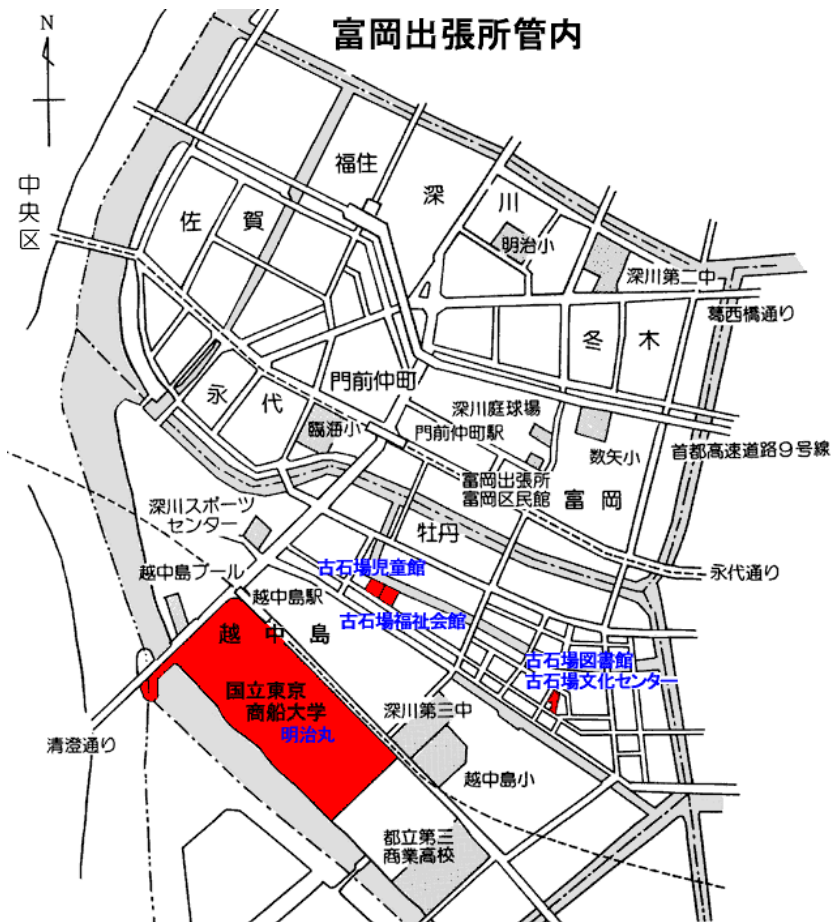 富岡出張所管内
N
中央区
福住
深川
佐賀
明治小
深川第二中
葛西橋通り
冬木
門前仲町
永代
深川庭球場
臨海小
門前仲町駅
数矢小
首都高速道路9号線
富岡出張所
富岡区民館
富岡
深川スポーツ
センター
牡丹
古石場児童館
越中島プール
永代通り
越中島駅
古石場福祉会館
越中島
古石場図書館
古石場文化センター
国立東京
商船大学
明治丸
深川第三中
清澄通り
越中島小
都立第三
商業高校